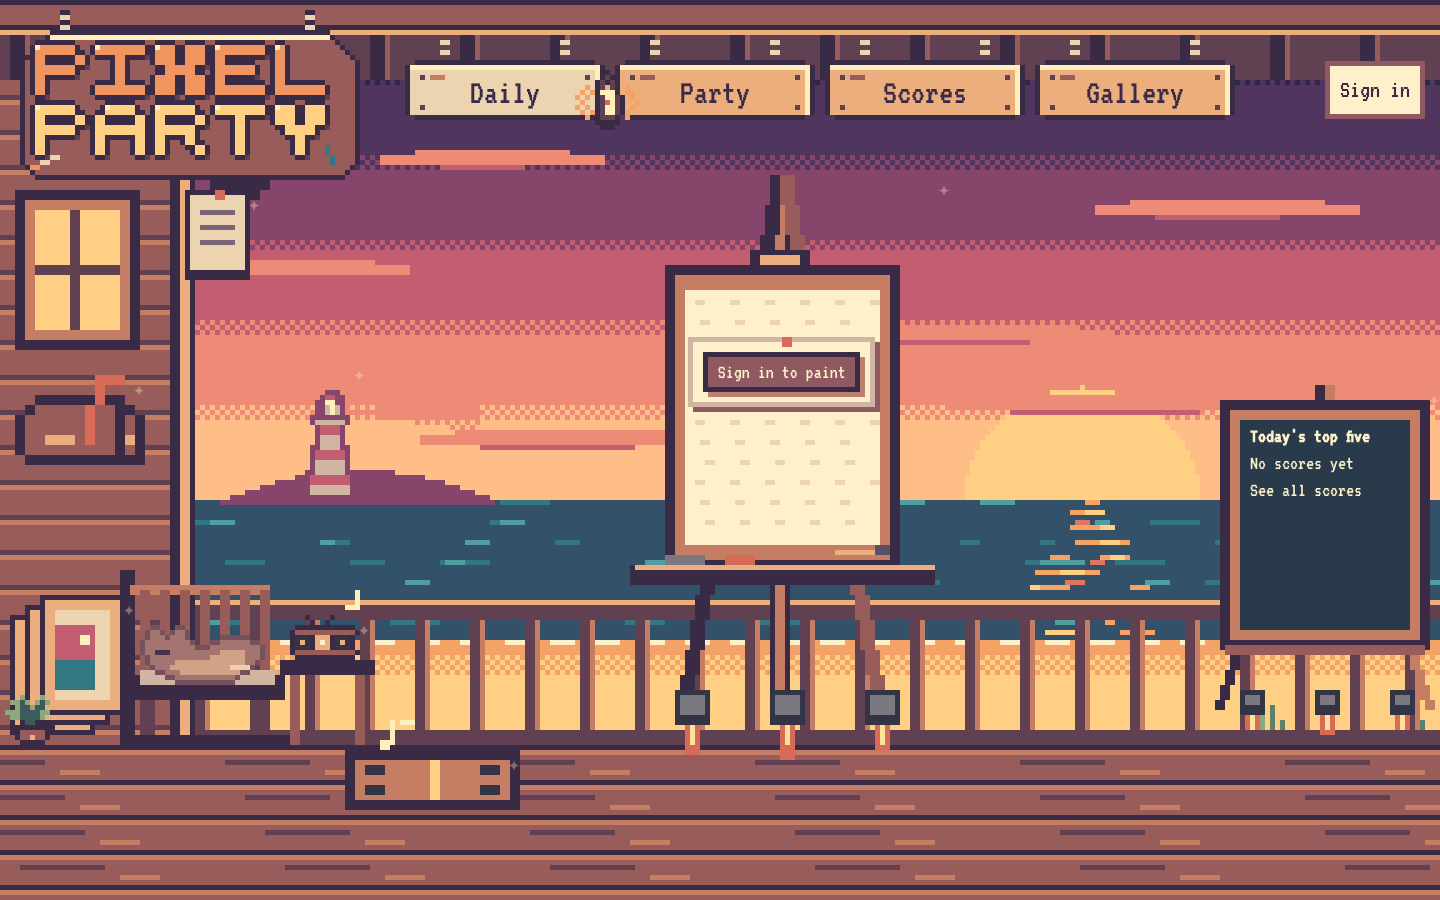 PIXEL
PARTY
Daily
Party
Scores
Gallery
Sign in
Sign in to paint
Today's top five
No scores yet
See all scores